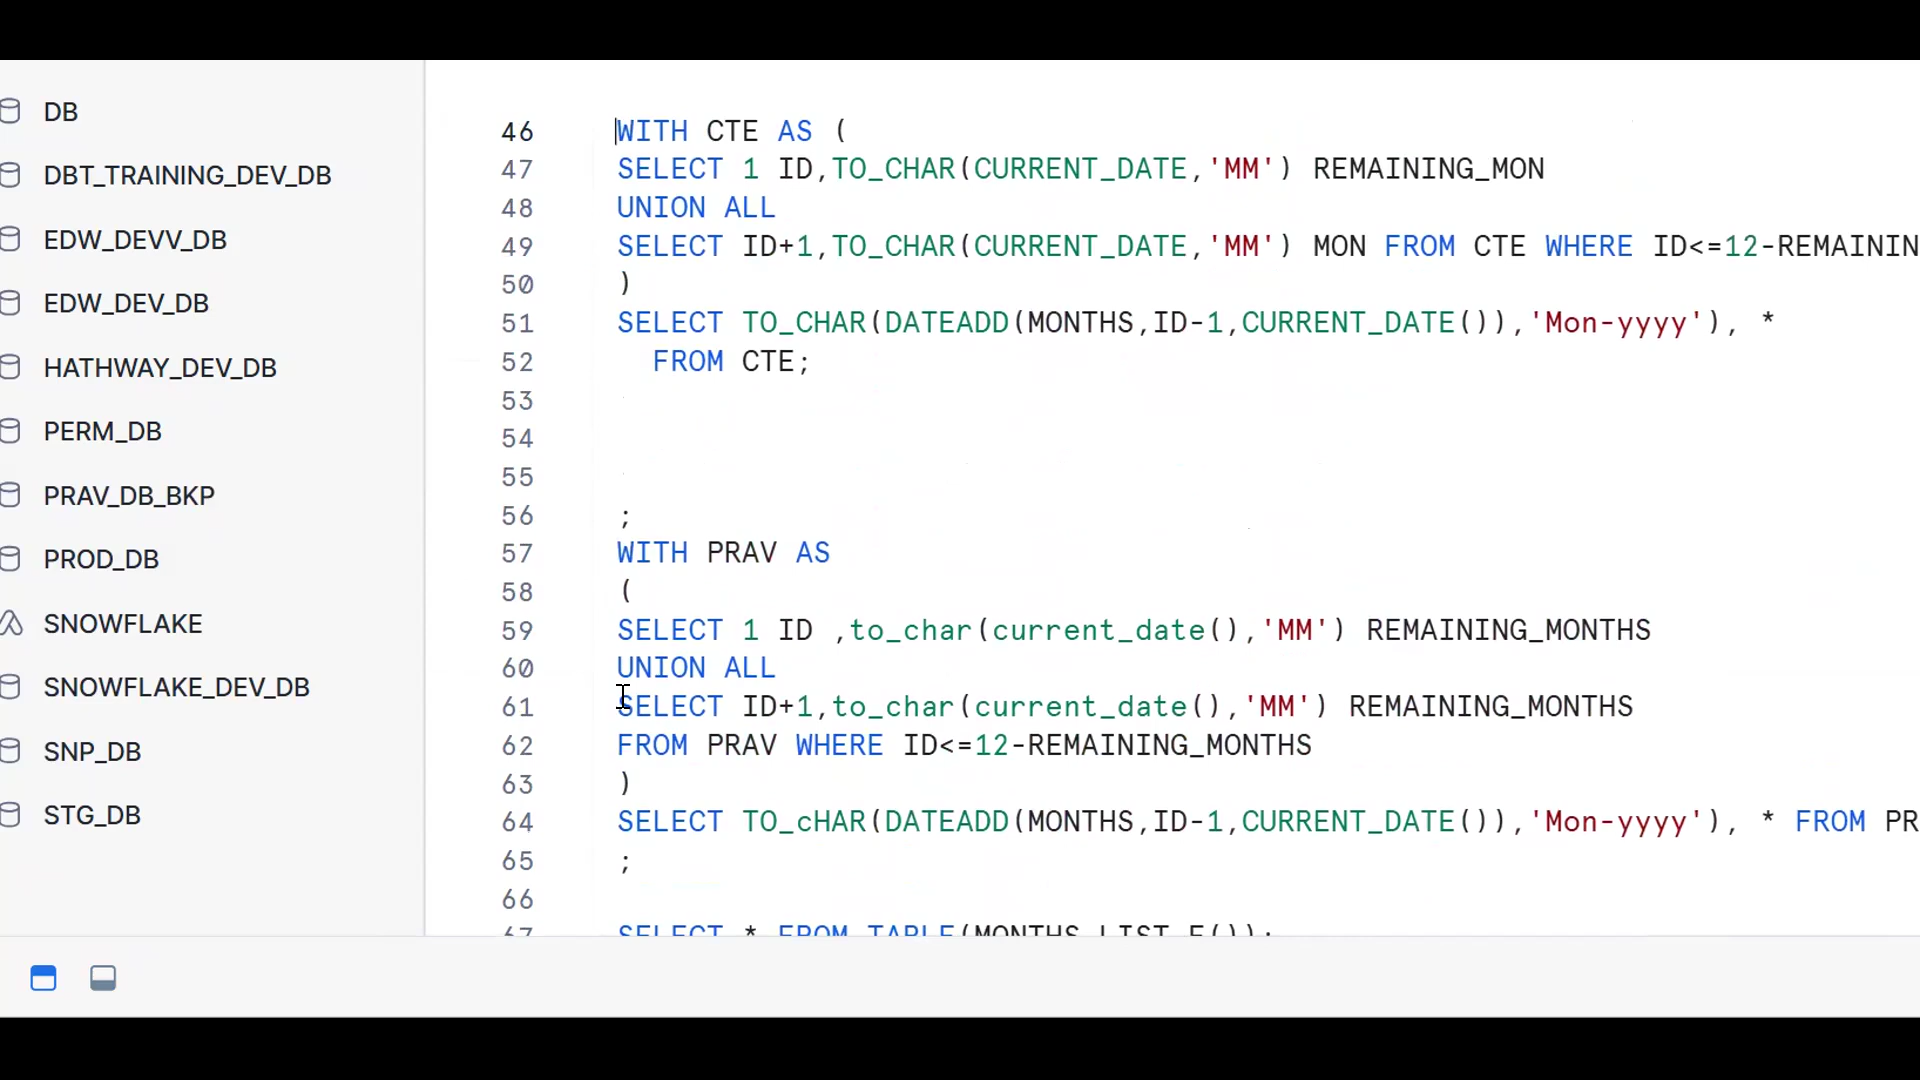 DB
DBT_TRAINING_DEV_DB
EDW_DEVV_DB
EDW_DEV_DB
HATHWAY_DEV_DB
PERM_DB
PRAV_DB_BKP
PROD_DB
SNOWFLAKE
SNOWFLAKE_DEV_DB
SNP_DB
STG_DB
46 WITH CTE AS (
47 SELECT 1 ID,TO_CHAR(CURRENT_DATE,'MM') REMAINING_MON
48 UNION ALL
49 SELECT ID+1,TO_CHAR(CURRENT_DATE,'MM') MON FROM CTE WHERE ID<=12-REMAININ
50 )
51 SELECT TO_CHAR(DATEADD(MONTHS,ID-1,CURRENT_DATE()),'Mon-yyyy'), *
52 FROM CTE;
53
54
55
56 ;
57 WITH PRAV AS
58 (
59 SELECT 1 ID ,to_char(current_date(),'MM') REMAINING_MONTHS
60 UNION ALL
61 SELECT ID+1,to_char(current_date(),'MM') REMAINING_MONTHS
62 FROM PRAV WHERE ID<=12-REMAINING_MONTHS
63 )
64 SELECT TO_cHAR(DATEADD(MONTHS,ID-1,CURRENT_DATE()),'Mon-yyyy'), * FROM PR
65 ;
66
67 SELECT * FROM TABLE(MONTHS_LIST_F());